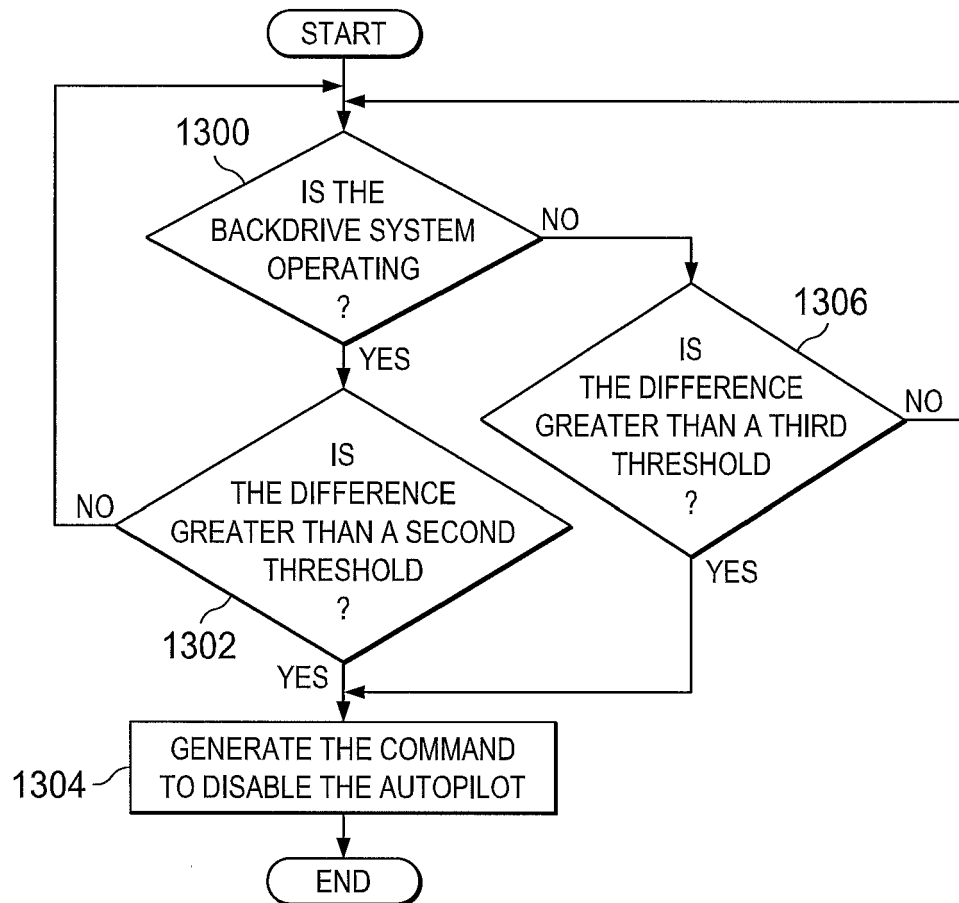 START
1300
IS THE
BACKDRIVE SYSTEM
OPERATING
?
NO
YES
1306
IS
THE DIFFERENCE
GREATER THAN A THIRD
THRESHOLD
?
NO
YES
IS
THE DIFFERENCE
GREATER THAN A SECOND
THRESHOLD
?
NO
1302
YES
GENERATE THE COMMAND
TO DISABLE THE AUTOPILOT
1304
END